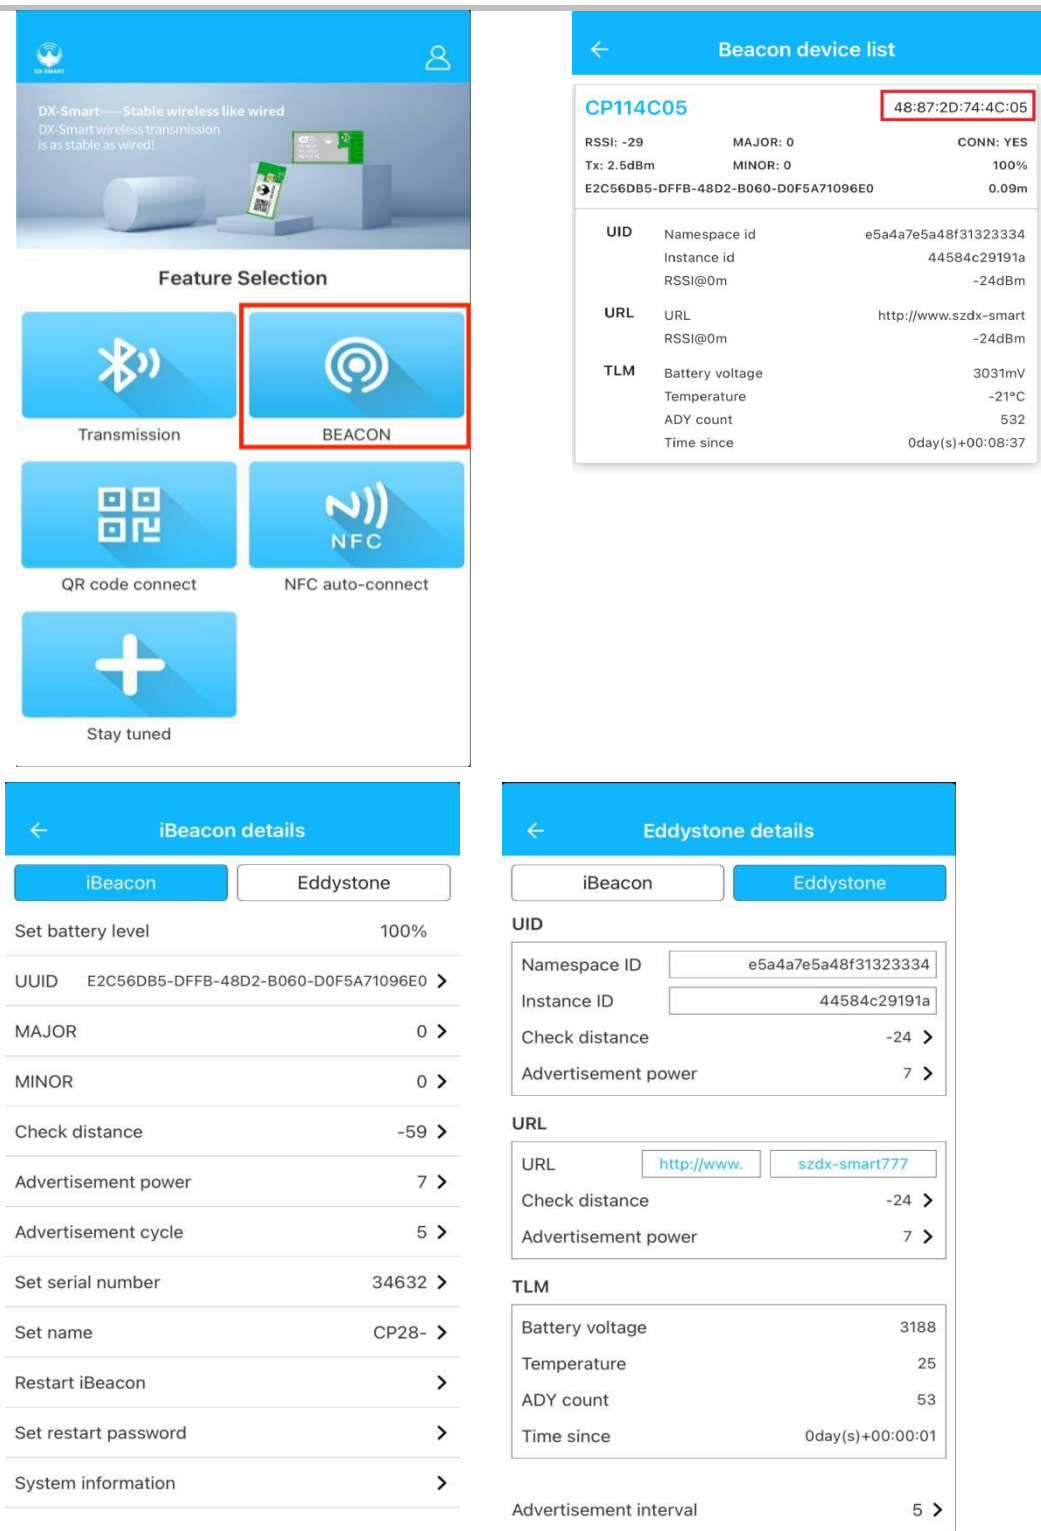 DX-SMART
DX-Smart——Stable wireless like wired
DX-Smart wireless transmission
is as stable as wired!
Feature Selection
Transmission
BEACON
QR code connect
NFC
NFC auto-connect
Stay tuned
Beacon device list
CP114C05 48:87:2D:74:4C:05
RSSI: -29 MAJOR: 0 CONN: YES
Tx: 2.5dBm MINOR: 0 100%
E2C56DB5-DFFB-48D2-B060-D0F5A71096E0 0.09m
UID Namespace id e5a4a7e5a48f31323334
Instance id 44584c29191a
RSSI@0m -24dBm
URL URL http://www.szdx-smart
RSSI@0m -24dBm
TLM Battery voltage 3031mV
Temperature -21°C
ADY count 532
Time since 0day(s)+00:08:37
iBeacon details
iBeacon Eddystone
Set battery level 100%
UUID E2C56DB5-DFFB-48D2-B060-D0F5A71096E0
MAJOR 0
MINOR 0
Check distance -59
Advertisement power 7
Advertisement cycle 5
Set serial number 34632
Set name CP28-
Restart iBeacon
Set restart password
System information
Eddystone details
iBeacon Eddystone
UID
Namespace ID e5a4a7e5a48f31323334
Instance ID 44584c29191a
Check distance -24
Advertisement power 7
URL
URL http://www. szdx-smart777
Check distance -24
Advertisement power 7
TLM
Battery voltage 3188
Temperature 25
ADY count 53
Time since 0day(s)+00:00:01
Advertisement interval 5